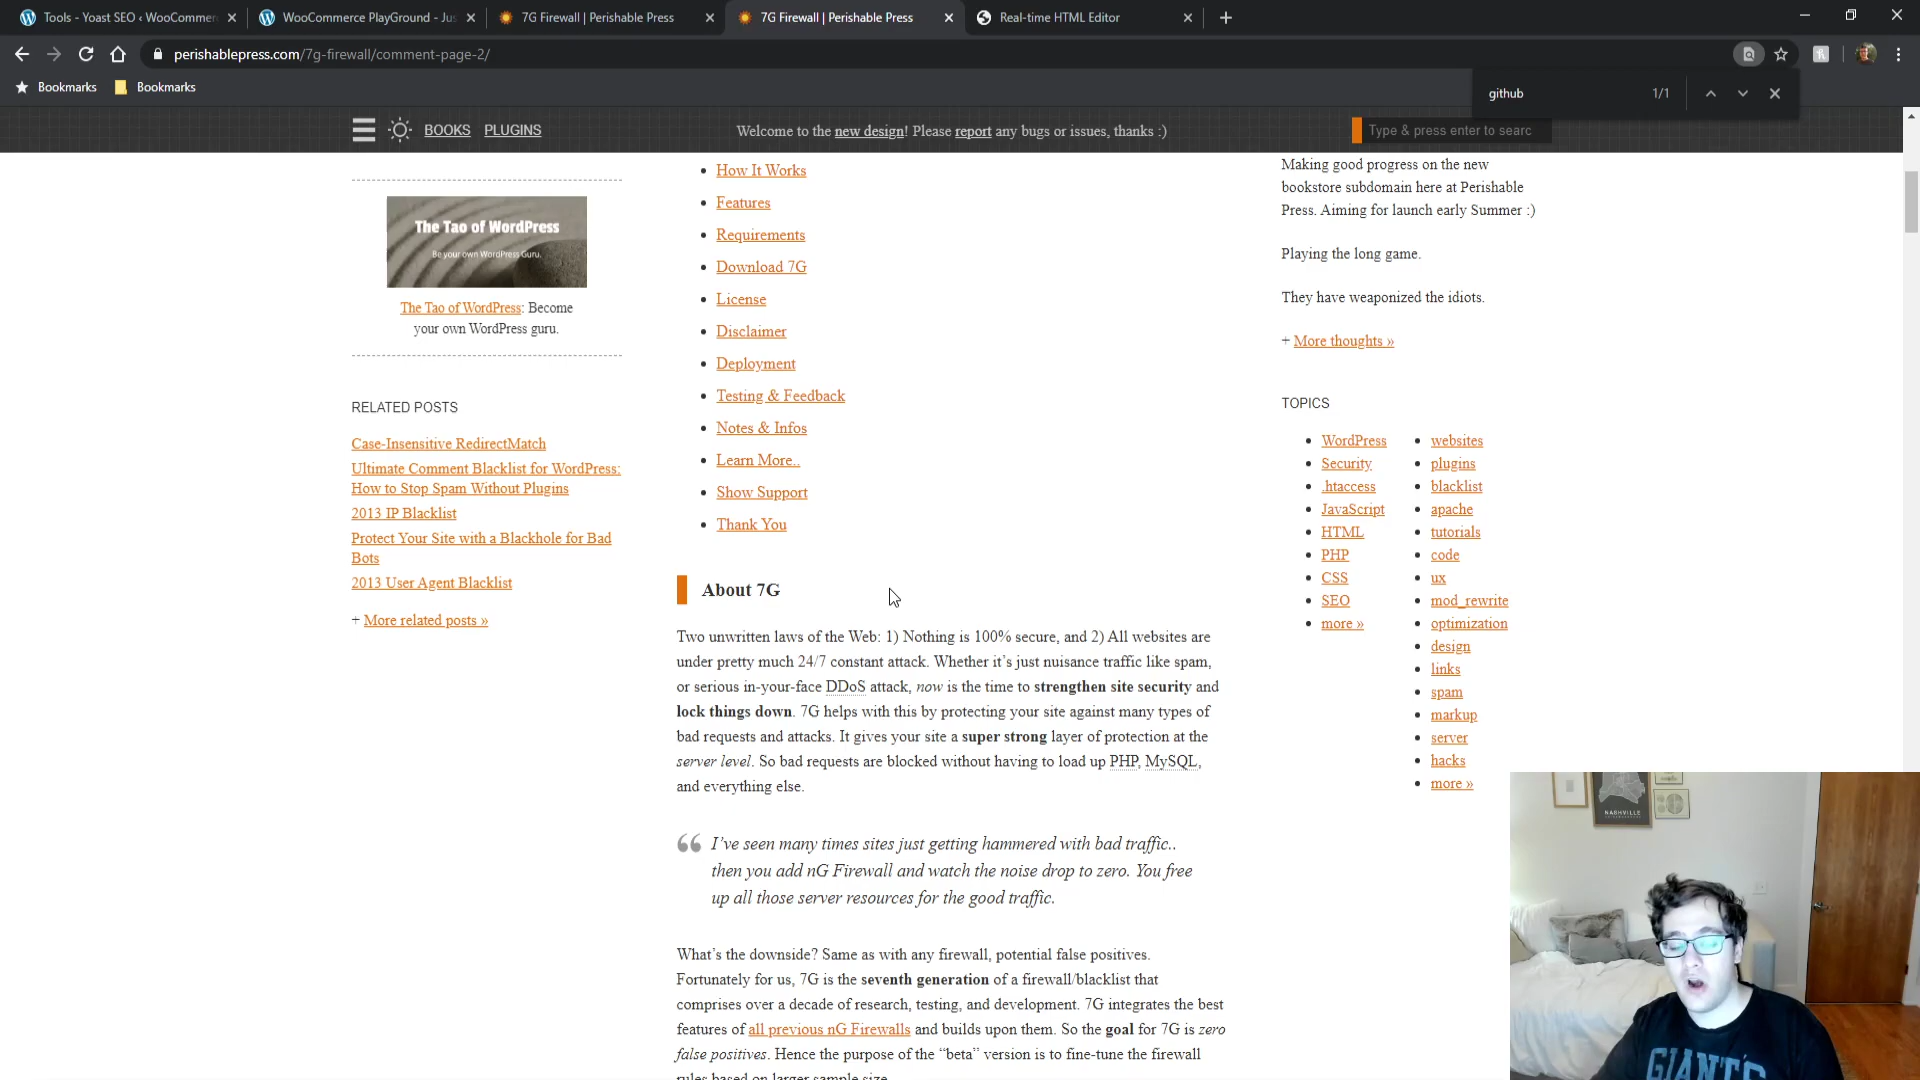 Tools - Yoast SEO ‹ WooCommer
WooCommerce PlayGround - Jus
7G Firewall | Perishable Press
7G Firewall | Perishable Press
Real-time HTML Editor
perishablepress.com/7g-firewall/comment-page-2/
Bookmarks
Bookmarks
github
1/1
BOOKS
PLUGINS
Welcome to the new design! Please report any bugs or issues, thanks :)
Type & press enter to searc
The Tao of WordPress
Be your own WordPress Guru.
The Tao of WordPress: Become
your own WordPress guru.
RELATED POSTS
Case-Insensitive RedirectMatch
Ultimate Comment Blacklist for WordPress:
How to Stop Spam Without Plugins
2013 IP Blacklist
Protect Your Site with a Blackhole for Bad
Bots
2013 User Agent Blacklist
+ More related posts »
How It Works
Features
Requirements
Download 7G
License
Disclaimer
Deployment
Testing & Feedback
Notes & Infos
Learn More..
Show Support
Thank You
About 7G
Two unwritten laws of the Web: 1) Nothing is 100% secure, and 2) All websites are
under pretty much 24/7 constant attack. Whether it’s just nuisance traffic like spam,
or serious in-your-face DDoS attack, now is the time to strengthen site security and
lock things down. 7G helps with this by protecting your site against many types of
bad requests and attacks. It gives your site a super strong layer of protection at the
server level. So bad requests are blocked without having to load up PHP, MySQL,
and everything else.
“ I’ve seen many times sites just getting hammered with bad traffic..
then you add nG Firewall and watch the noise drop to zero. You free
up all those server resources for the good traffic.
What’s the downside? Same as with any firewall, potential false positives.
Fortunately for us, 7G is the seventh generation of a firewall/blacklist that
comprises over a decade of research, testing, and development. 7G integrates the best
features of all previous nG Firewalls and builds upon them. So the goal for 7G is zero
false positives. Hence the purpose of the “beta” version is to fine-tune the firewall
rules based on larger sample size.
Making good progress on the new
bookstore subdomain here at Perishable
Press. Aiming for launch early Summer :)
Playing the long game.
They have weaponized the idiots.
+ More thoughts »
TOPICS
WordPress
Security
.htaccess
JavaScript
HTML
PHP
CSS
SEO
more »
websites
plugins
blacklist
apache
tutorials
code
ux
mod_rewrite
optimization
design
links
spam
markup
server
hacks
more »
NASHVILLE
GIANTS